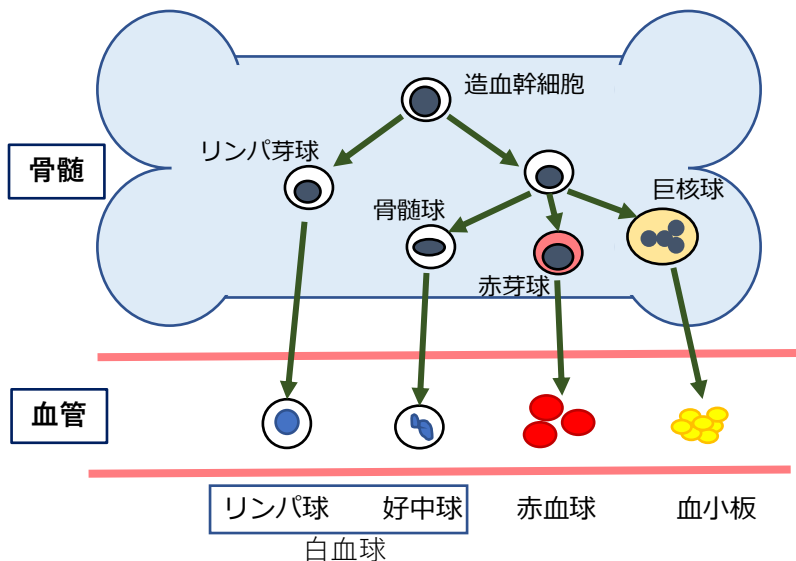 造血幹細胞
リンパ芽球
骨髄
巨核球
骨髄球
赤芽球
血管
リンパ球
好中球
赤血球
血小板
白血球